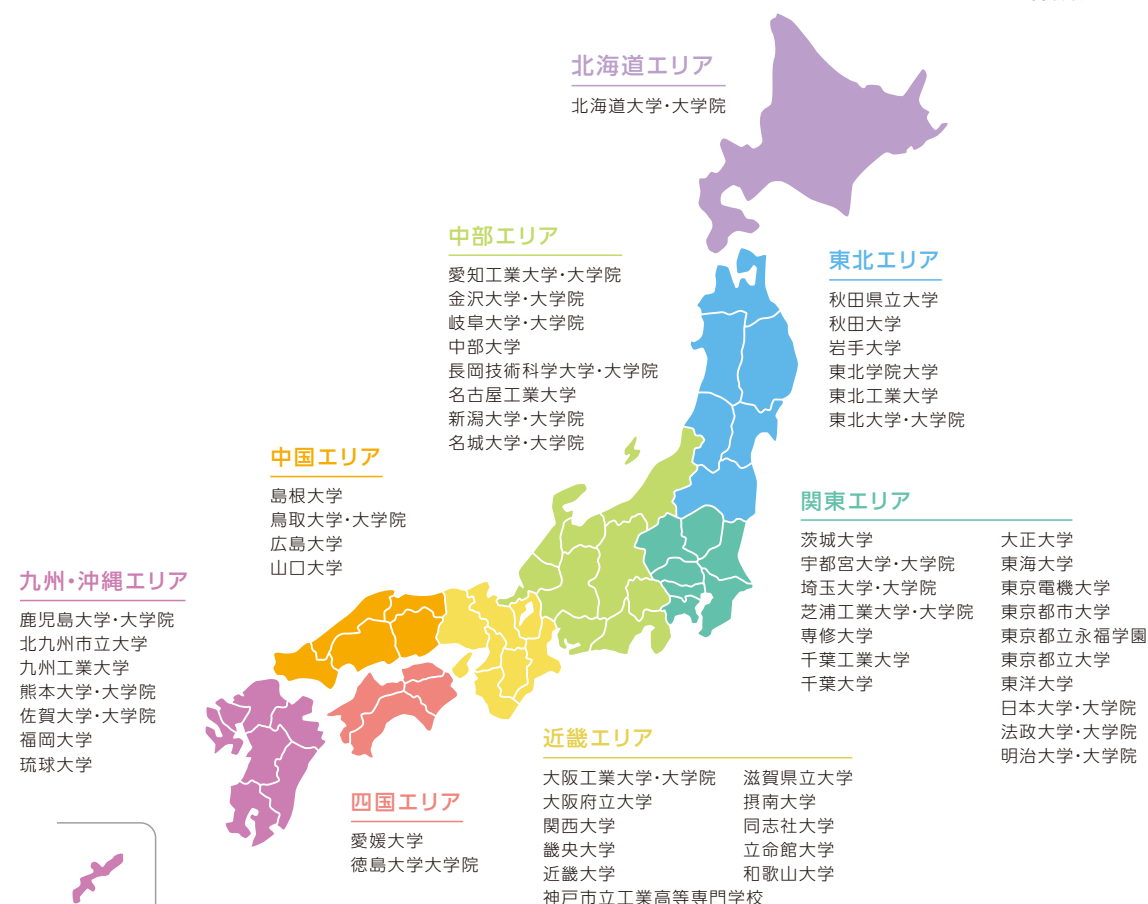 北海道エリア
北海道大学・大学院
中部エリア
愛知工業大学・大学院
金沢大学・大学院
岐阜大学・大学院
中部大学
長岡技術科学大学・大学院
名古屋工業大学
新潟大学・大学院
名城大学・大学院
東北エリア
秋田県立大学
秋田大学
岩手大学
東北学院大学
東北工業大学
東北大学・大学院
中国エリア
島根大学
鳥取大学・大学院
広島大学
山口大学
関東エリア
茨城大学
宇都宮大学・大学院
埼玉大学・大学院
芝浦工業大学・大学院
専修大学
千葉工業大学
千葉大学
大正大学
東海大学
東京電機大学
東京都市大学
東京都立永福学園
東京都立大学
東洋大学
日本大学・大学院
法政大学・大学院
明治大学・大学院
九州・沖縄エリア
鹿児島大学・大学院
北九州市立大学
九州工業大学
熊本大学・大学院
佐賀大学・大学院
福岡大学
琉球大学
四国エリア
愛媛大学
徳島大学大学院
近畿エリア
大阪工業大学・大学院
大阪府立大学
関西大学
畿央大学
近畿大学
神戸市立工業高等専門学校
滋賀県立大学
摂南大学
同志社大学
立命館大学
和歌山大学